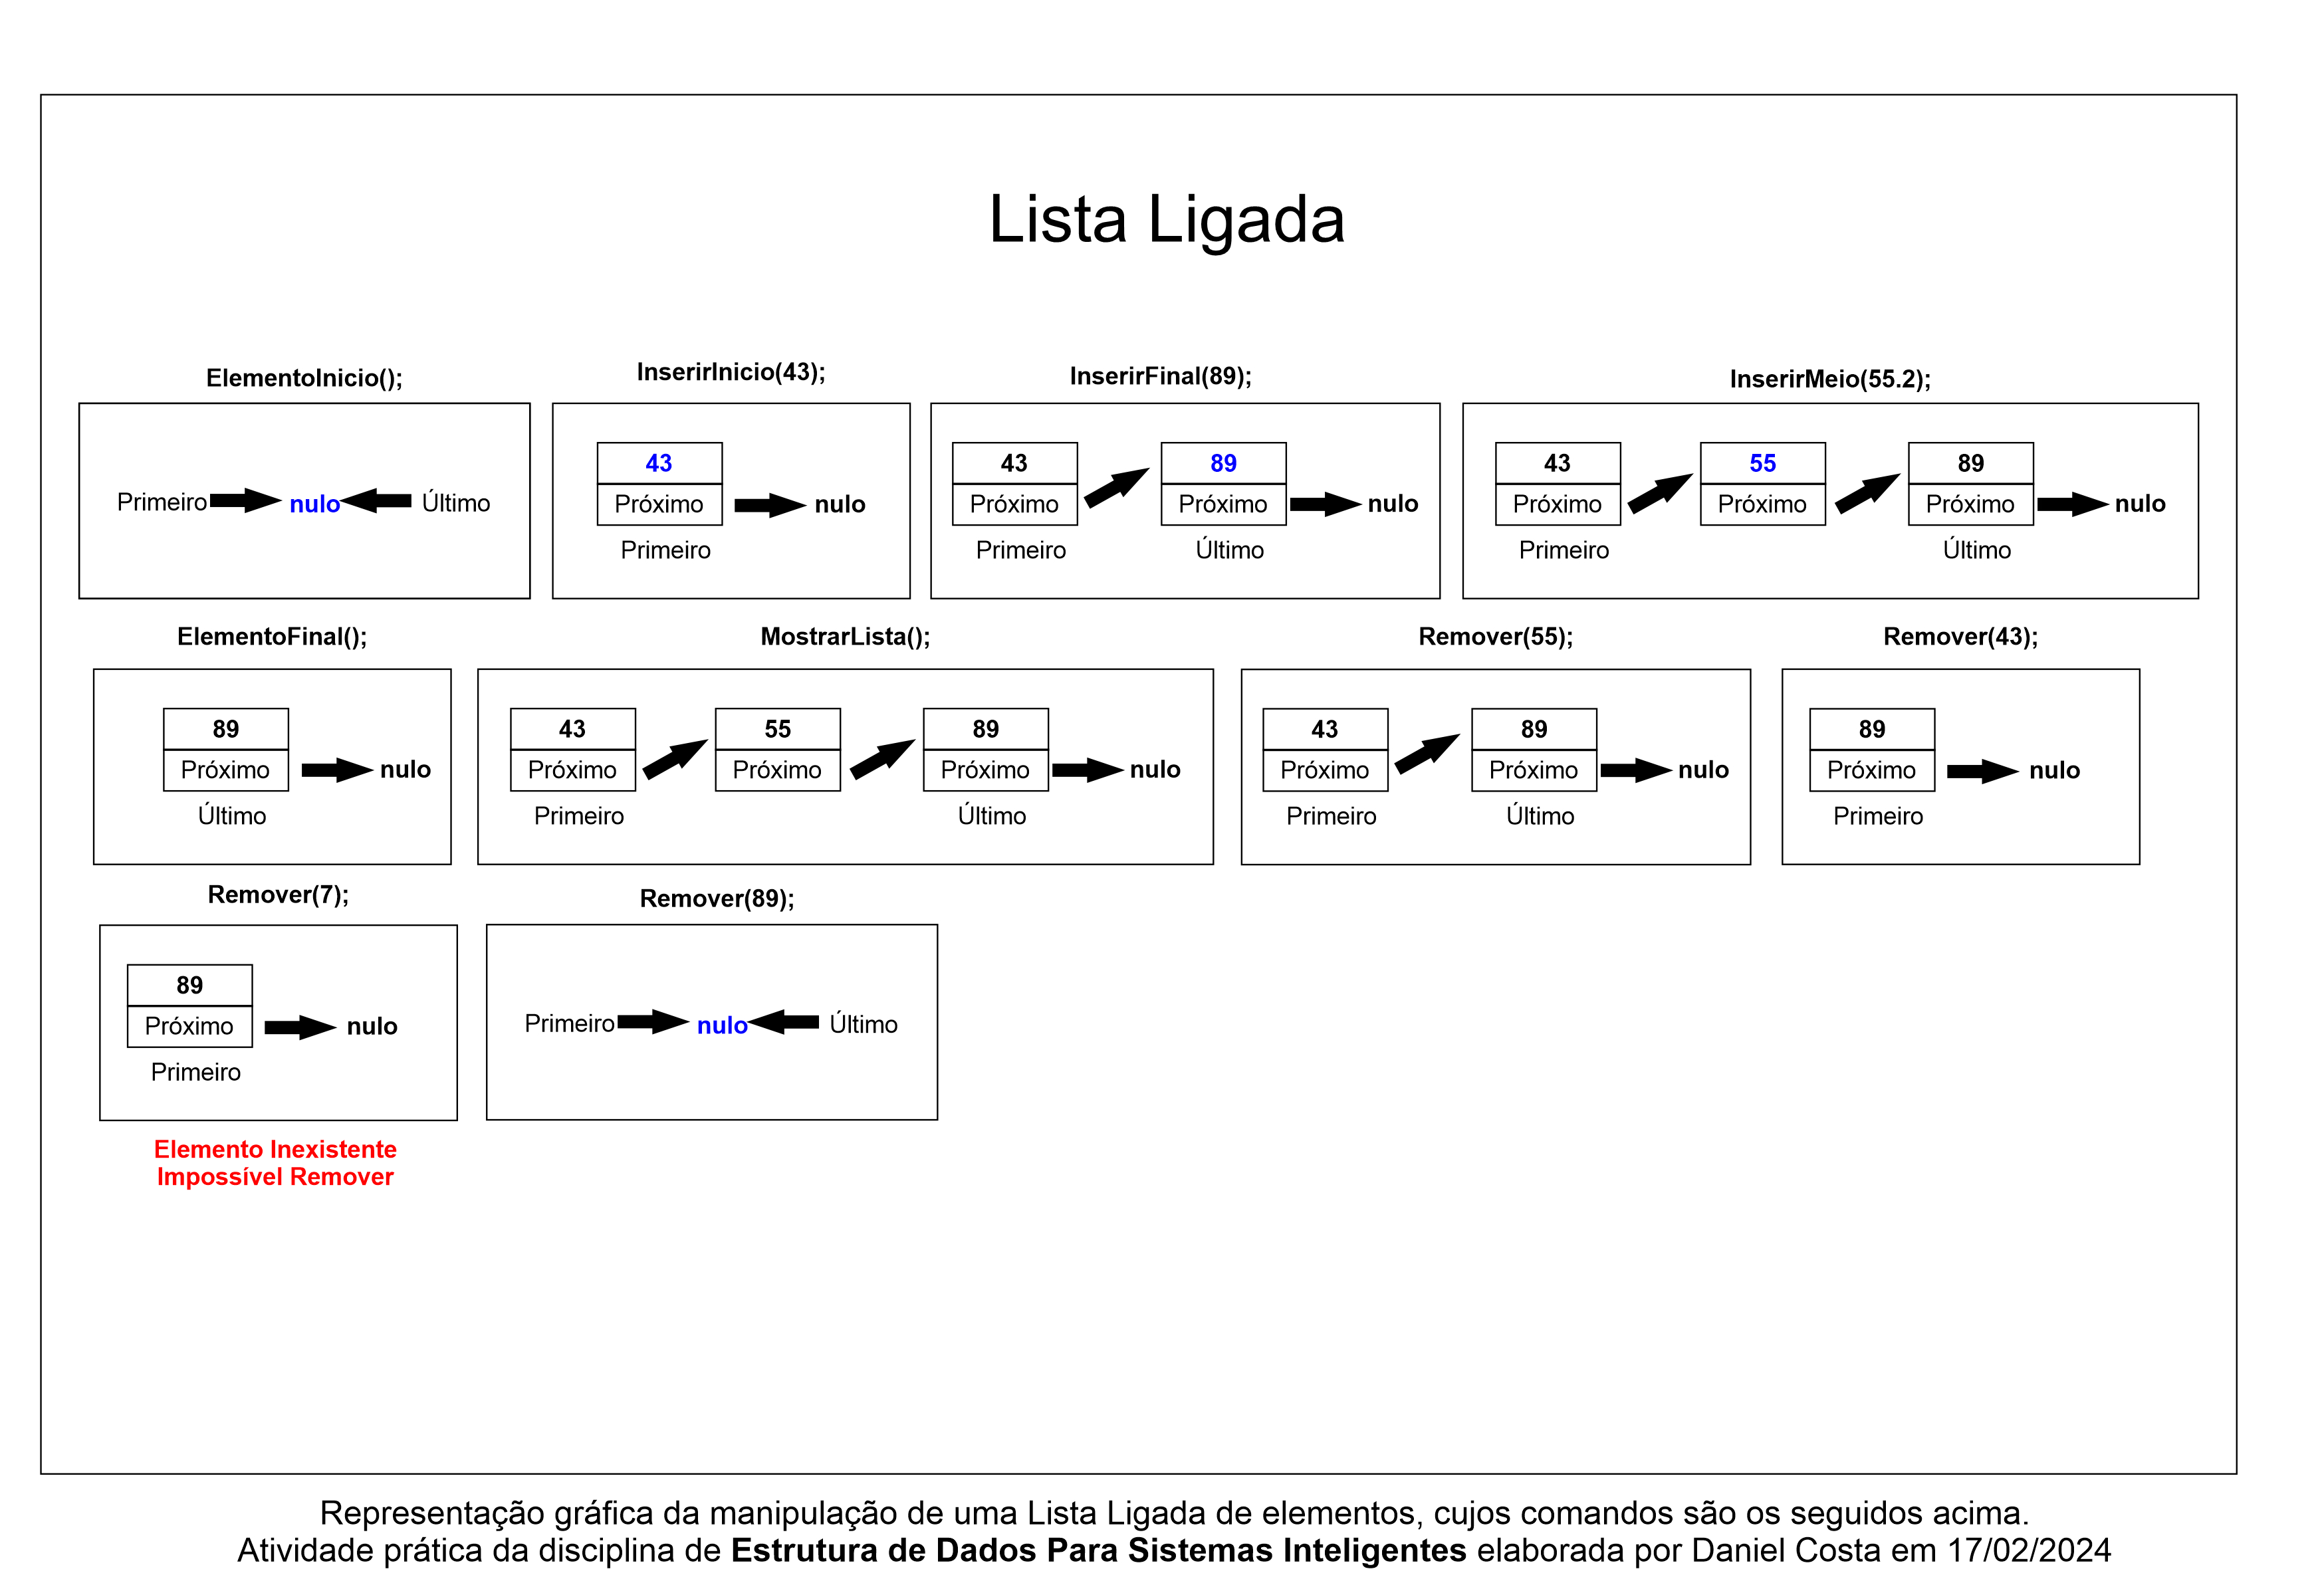 Lista Ligada
ElementoInicio();
Primeiro nulo Último
InserirInicio(43);
43
Próximo nulo
Primeiro
InserirFinal(89);
43 89
Próximo Próximo nulo
Primeiro Último
InserirMeio(55.2);
43 55 89
Próximo Próximo Próximo nulo
Primeiro Último
ElementoFinal();
89
Próximo nulo
Último
MostrarLista();
43 55 89
Próximo Próximo Próximo nulo
Primeiro Último
Remover(55);
43 89
Próximo Próximo nulo
Primeiro Último
Remover(43);
89
Próximo nulo
Primeiro
Remover(7);
89
Próximo nulo
Primeiro
Elemento Inexistente
Impossível Remover
Remover(89);
Primeiro nulo Último
Representação gráfica da manipulação de uma Lista Ligada de elementos, cujos comandos são os seguidos acima.
Atividade prática da disciplina de Estrutura de Dados Para Sistemas Inteligentes elaborada por Daniel Costa em 17/02/2024